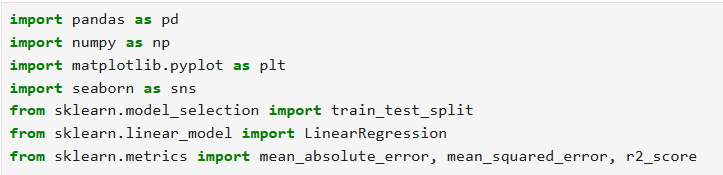 import pandas as pd
import numpy as np
import matplotlib.pyplot as plt
import seaborn as sns
from sklearn.model_selection import train_test_split
from sklearn.linear_model import LinearRegression
from sklearn.metrics import mean_absolute_error, mean_squared_error, r2_score